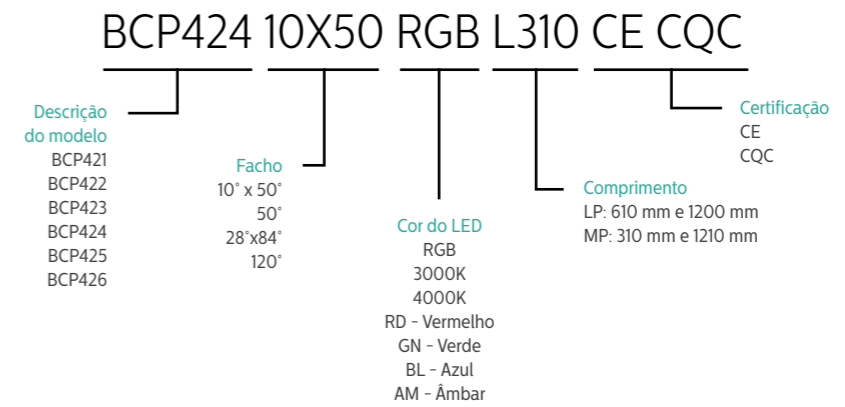 BCP424 10X50 RGB L310 CE CQC
Descrição
do modelo
BCP421
BCP422
BCP423
BCP424
BCP425
BCP426
Facho
10° x 50°
50°
28°x84°
120°
Cor do LED
RGB
3000K
4000K
RD - Vermelho
GN - Verde
BL - Azul
AM - Âmbar
Comprimento
LP: 610 mm e 1200 mm
MP: 310 mm e 1210 mm
Certificação
CE
CQC